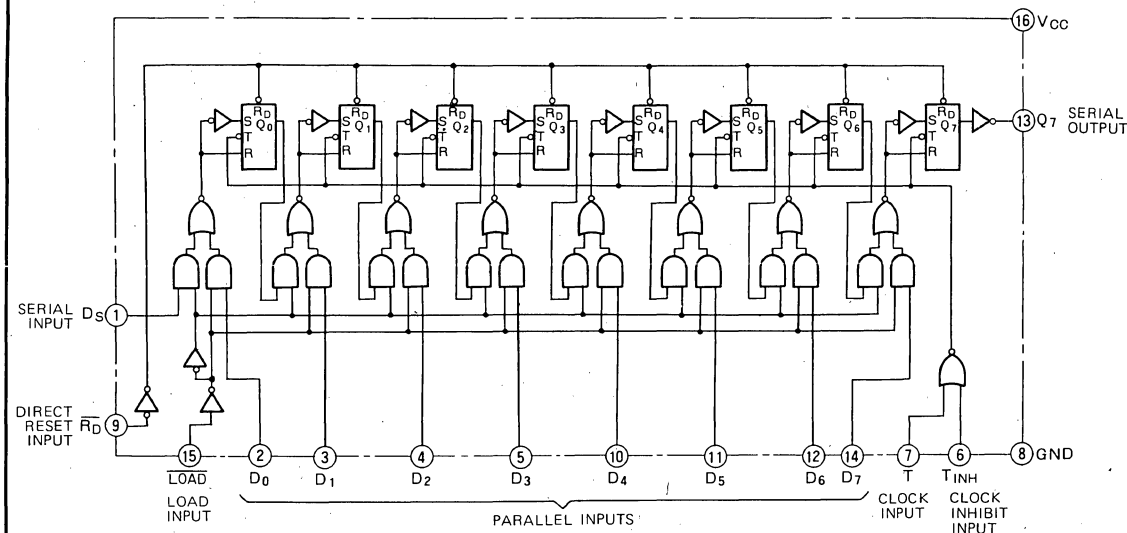 16 VCC
RD RD RD RD RD RD RD RD
S Q0 S Q1 S Q2 S Q3 S Q4 S Q5 S Q6 S Q7
13 Q7 SERIAL OUTPUT
T T T T T T T T
R R R R R R R R
SERIAL INPUT DS 1
DIRECT RESET INPUT R̅D̅ 9
15 2 3 4 5 10 11 12 14 7 6 8 GND
L̅O̅A̅D̅ D0 D1 D2 D3 D4 D5 D6 D7 T TINH
LOAD INPUT
CLOCK INPUT
CLOCK INHIBIT INPUT
PARALLEL INPUTS